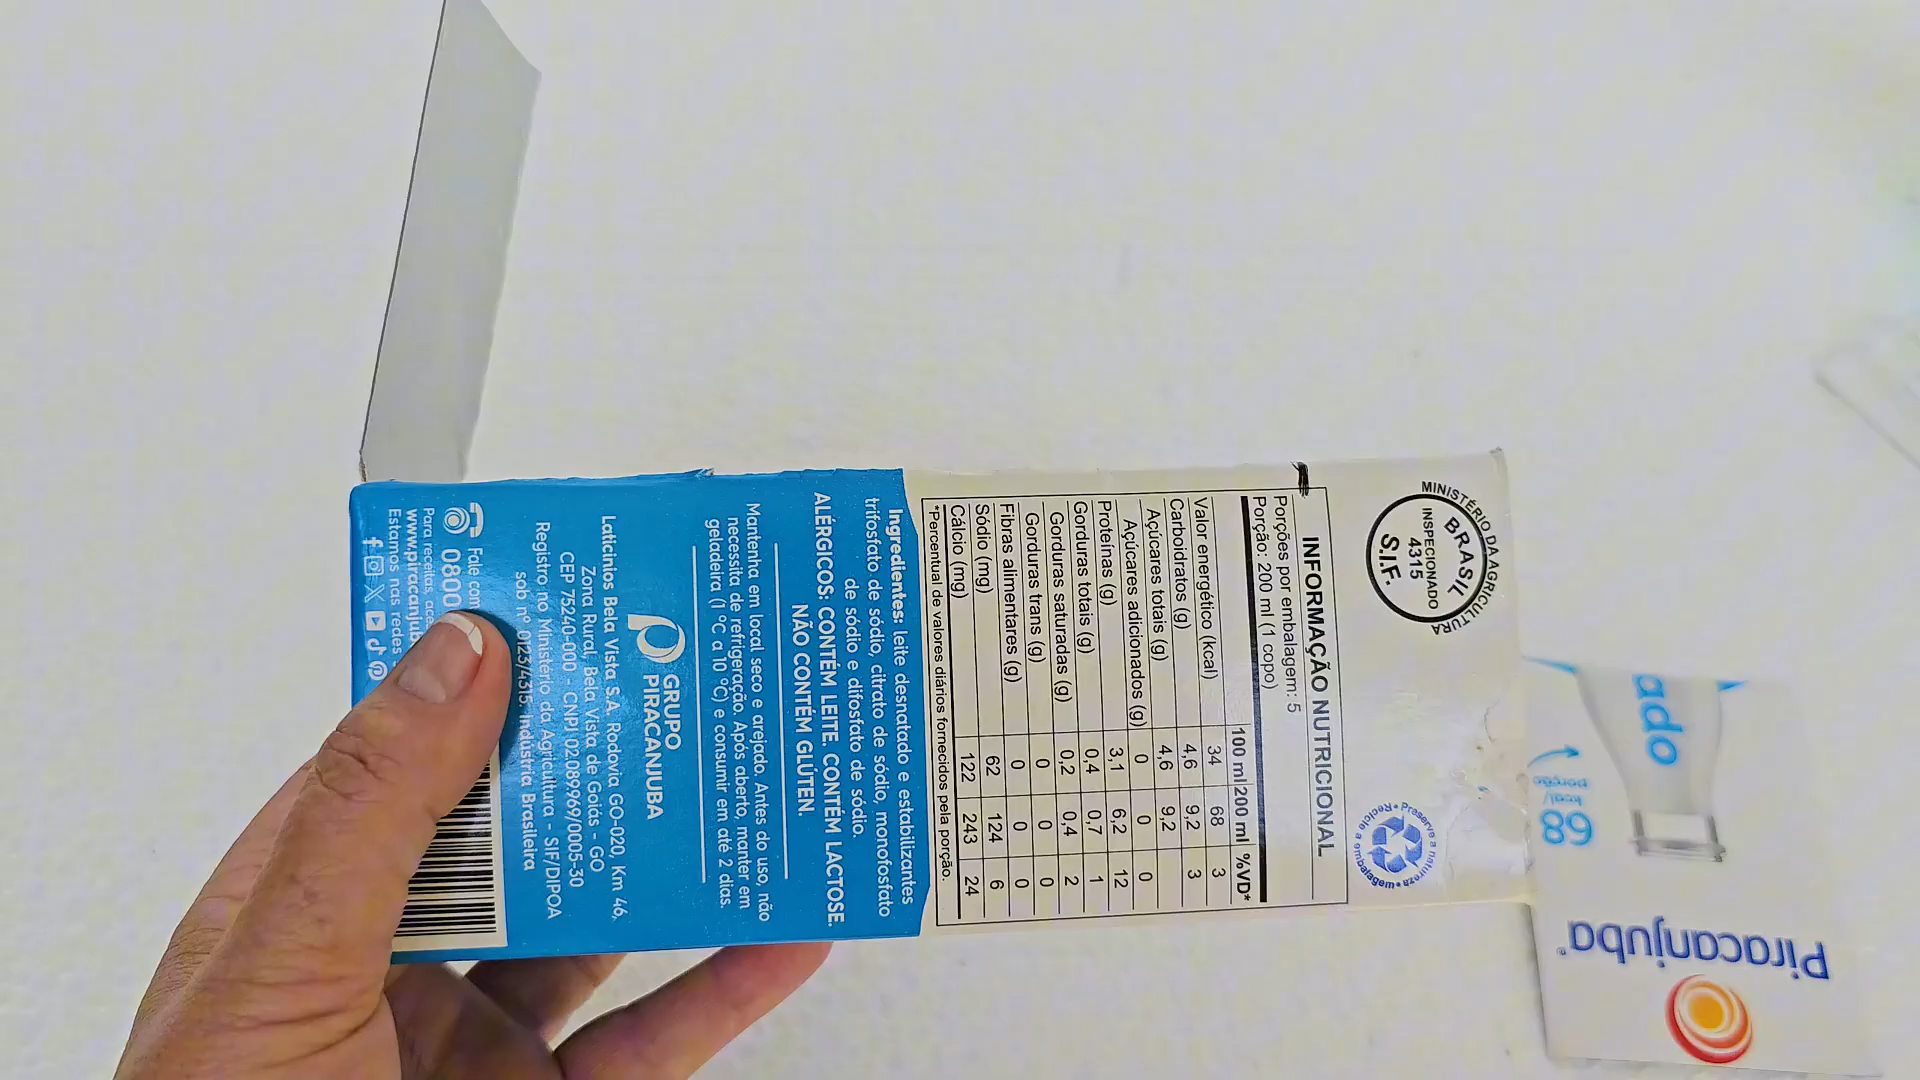 MINISTÉRIO DA AGRICULTURA
BRASIL
INSPECIONADO
4315
S.I.F.
Preserve a natureza • Recicle a embalagem •
INFORMAÇÃO NUTRICIONAL
Porções por embalagem: 5
Porção: 200 ml (1 copo)
100 ml 200 ml %VD*
Valor energético (kcal) 34 68 3
Carboidratos (g) 4,6 9,2 3
Açúcares totais (g) 4,6 9,2
Açúcares adicionados (g) 0 0 0
Proteínas (g) 3,1 6,2 12
Gorduras totais (g) 0,4 0,7 1
Gorduras saturadas (g) 0,2 0,4 2
Gorduras trans (g) 0 0 0
Fibras alimentares (g) 0 0 0
Sódio (mg) 62 124 6
Cálcio (mg) 122 243 24
*Percentual de valores diários fornecidos pela porção.
Ingredientes: leite desnatado e estabilizantes
trifosfato de sódio, citrato de sódio, monofosfato
de sódio e difosfato de sódio.
ALÉRGICOS: CONTÉM LEITE. CONTÉM LACTOSE.
NÃO CONTÉM GLÚTEN.
Mantenha em local seco e arejado. Antes do uso, não
necessita de refrigeração. Após aberto, manter em
geladeira (1 °C a 10 °C) e consumir em até 2 dias.
GRUPO
PIRACANJUBA
Laticínios Bela Vista S.A. Rodovia GO-020, Km 46,
Zona Rural, Bela Vista de Goiás - GO
CEP 75240-000 - CNPJ 02.089.969/0005-30
Registro no Ministério da Agricultura - SIF/DIPOA
sob nº 0123/4315. Indústria Brasileira
Fale com
0800
Para receitas, ace
www.piracanjub
Estamos nas redes
ado
Piracanjuba